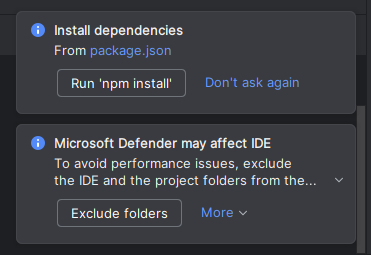 Install dependencies
From package.json
Run 'npm install' Don't ask again
Microsoft Defender may affect IDE
To avoid performance issues, exclude
the IDE and the project folders from the...
Exclude folders More